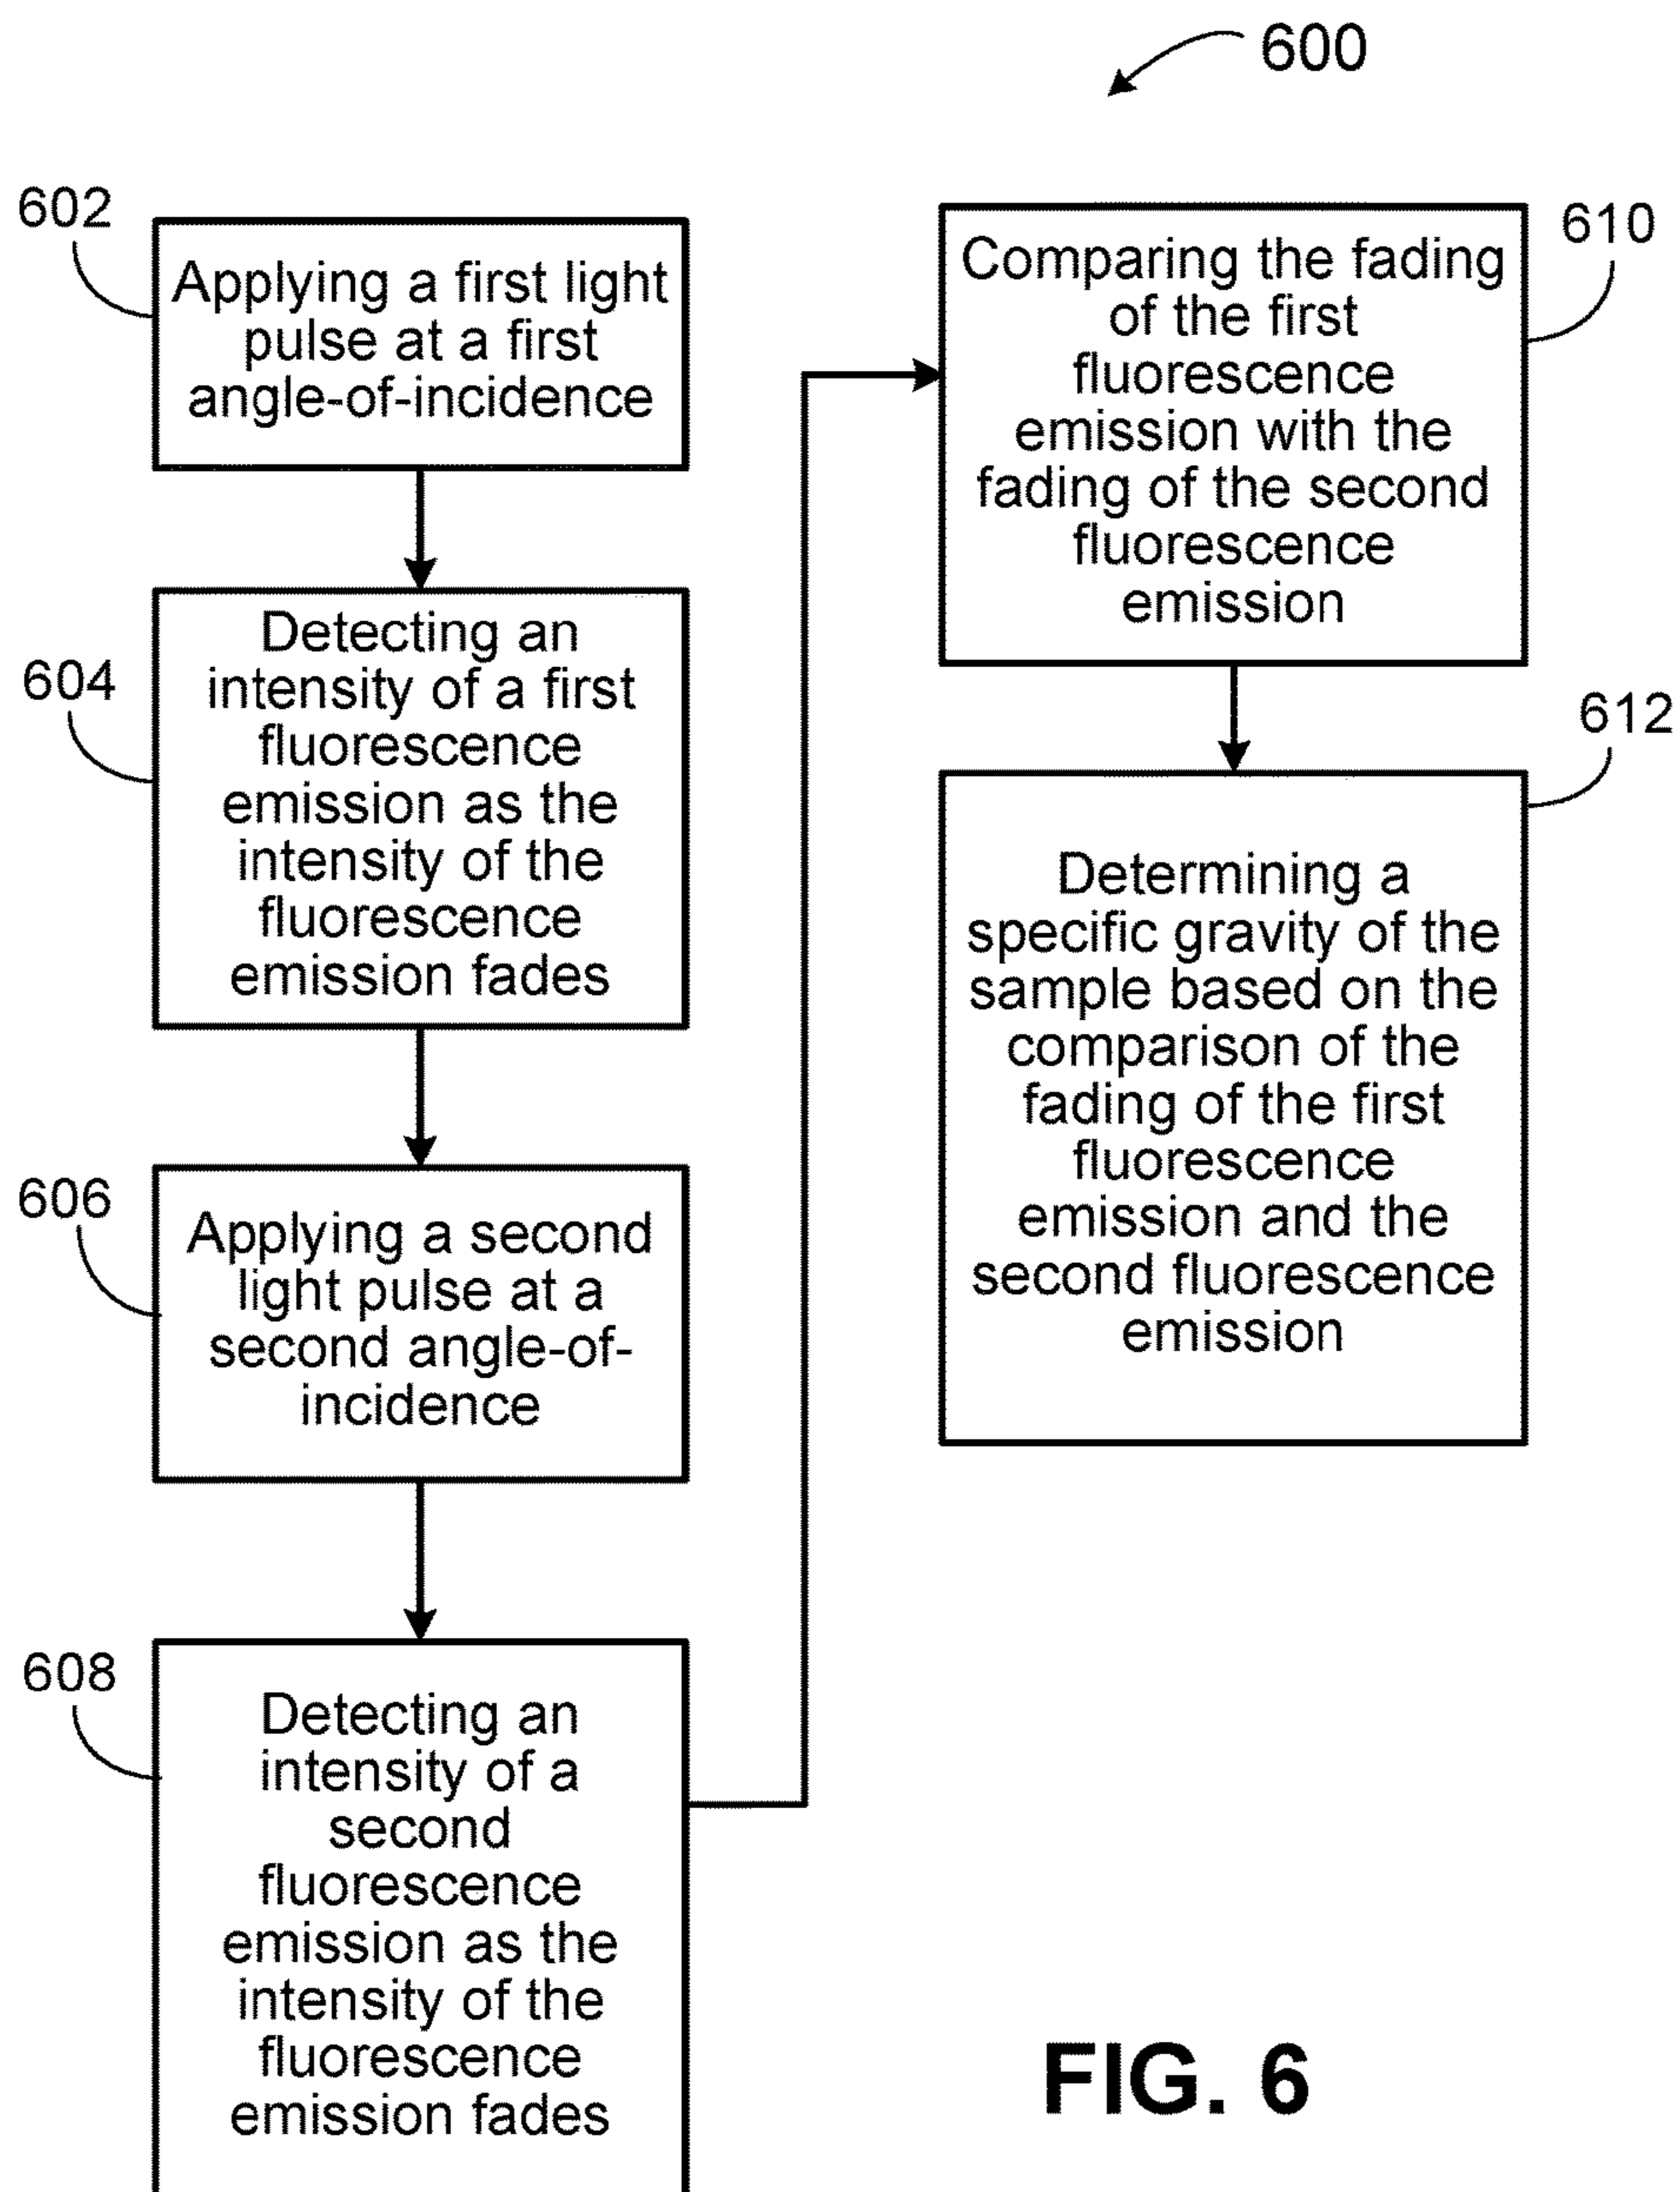 600
602
Applying a first light
pulse at a first
angle-of-incidence
604
Detecting an
intensity of a first
fluorescence
emission as the
intensity of the
fluorescence
emission fades
606
Applying a second
light pulse at a
second angle-of-
incidence
608
Detecting an
intensity of a
second
fluorescence
emission as the
intensity of the
fluorescence
emission fades
610
Comparing the fading
of the first
fluorescence
emission with the
fading of the second
fluorescence
emission
612
Determining a
specific gravity of the
sample based on the
comparison of the
fading of the first
fluorescence
emission and the
second fluorescence
emission
FIG. 6